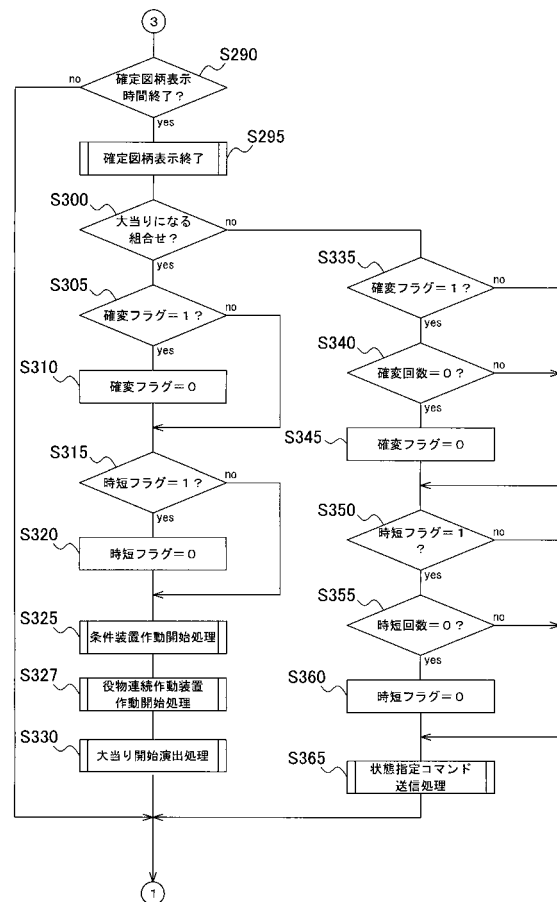 3
S290
no
確定図柄表示
時間終了?
yes
S295
確定図柄表示終了
S300
大当りになる
組合せ?
no
yes
S305
確変フラグ=1?
no
yes
S310
確変フラグ=0
S315
時短フラグ=1?
no
yes
S320
時短フラグ=0
S325
条件装置作動開始処理
S327
役物連続作動装置
作動開始処理
S330
大当り開始演出処理
S335
確変フラグ=1?
no
yes
S340
確変回数=0?
no
yes
S345
確変フラグ=0
S350
時短フラグ=1
?
no
yes
S355
時短回数=0?
no
yes
S360
時短フラグ=0
S365
状態指定コマンド
送信処理
1